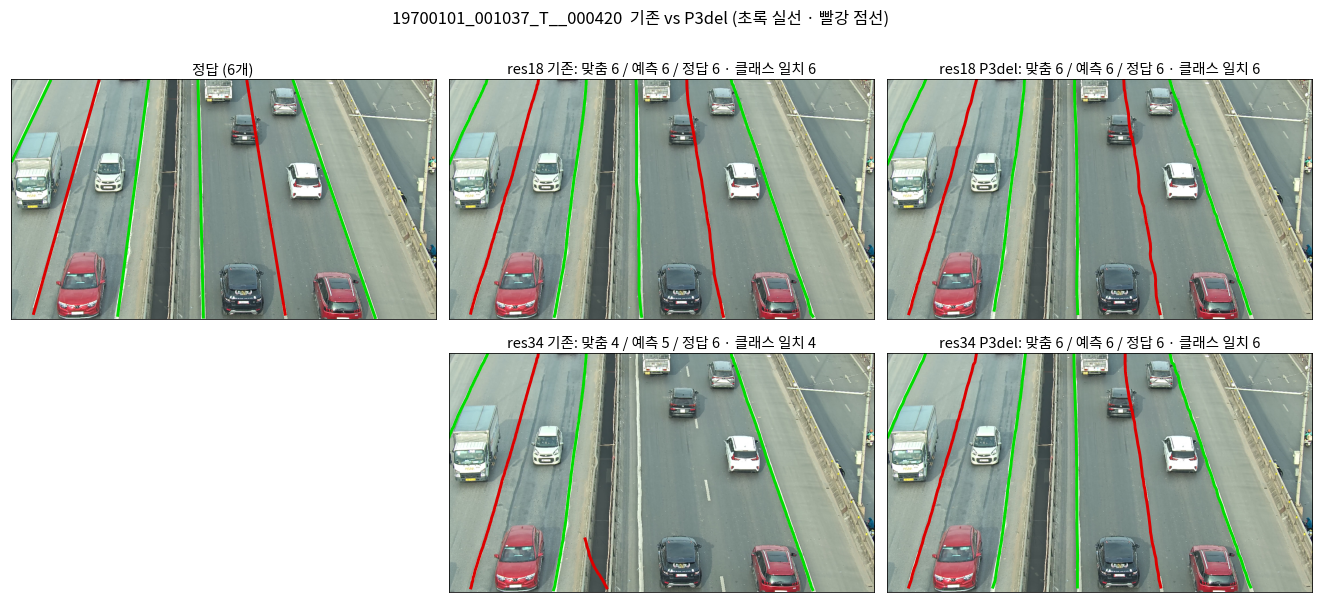 19700101_001037_T__000420  기존 vs P3del (초록 실선 · 빨강 점선)
정답 (6개)
res18 기존: 맞춤 6 / 예측 6 / 정답 6 · 클래스 일치 6
res18 P3del: 맞춤 6 / 예측 6 / 정답 6 · 클래스 일치 6
res34 기존: 맞춤 4 / 예측 5 / 정답 6 · 클래스 일치 4
res34 P3del: 맞춤 6 / 예측 6 / 정답 6 · 클래스 일치 6